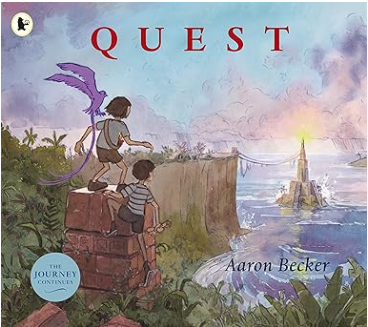 QUEST
Aaron Becker
THE
JOURNEY
CONTINUES